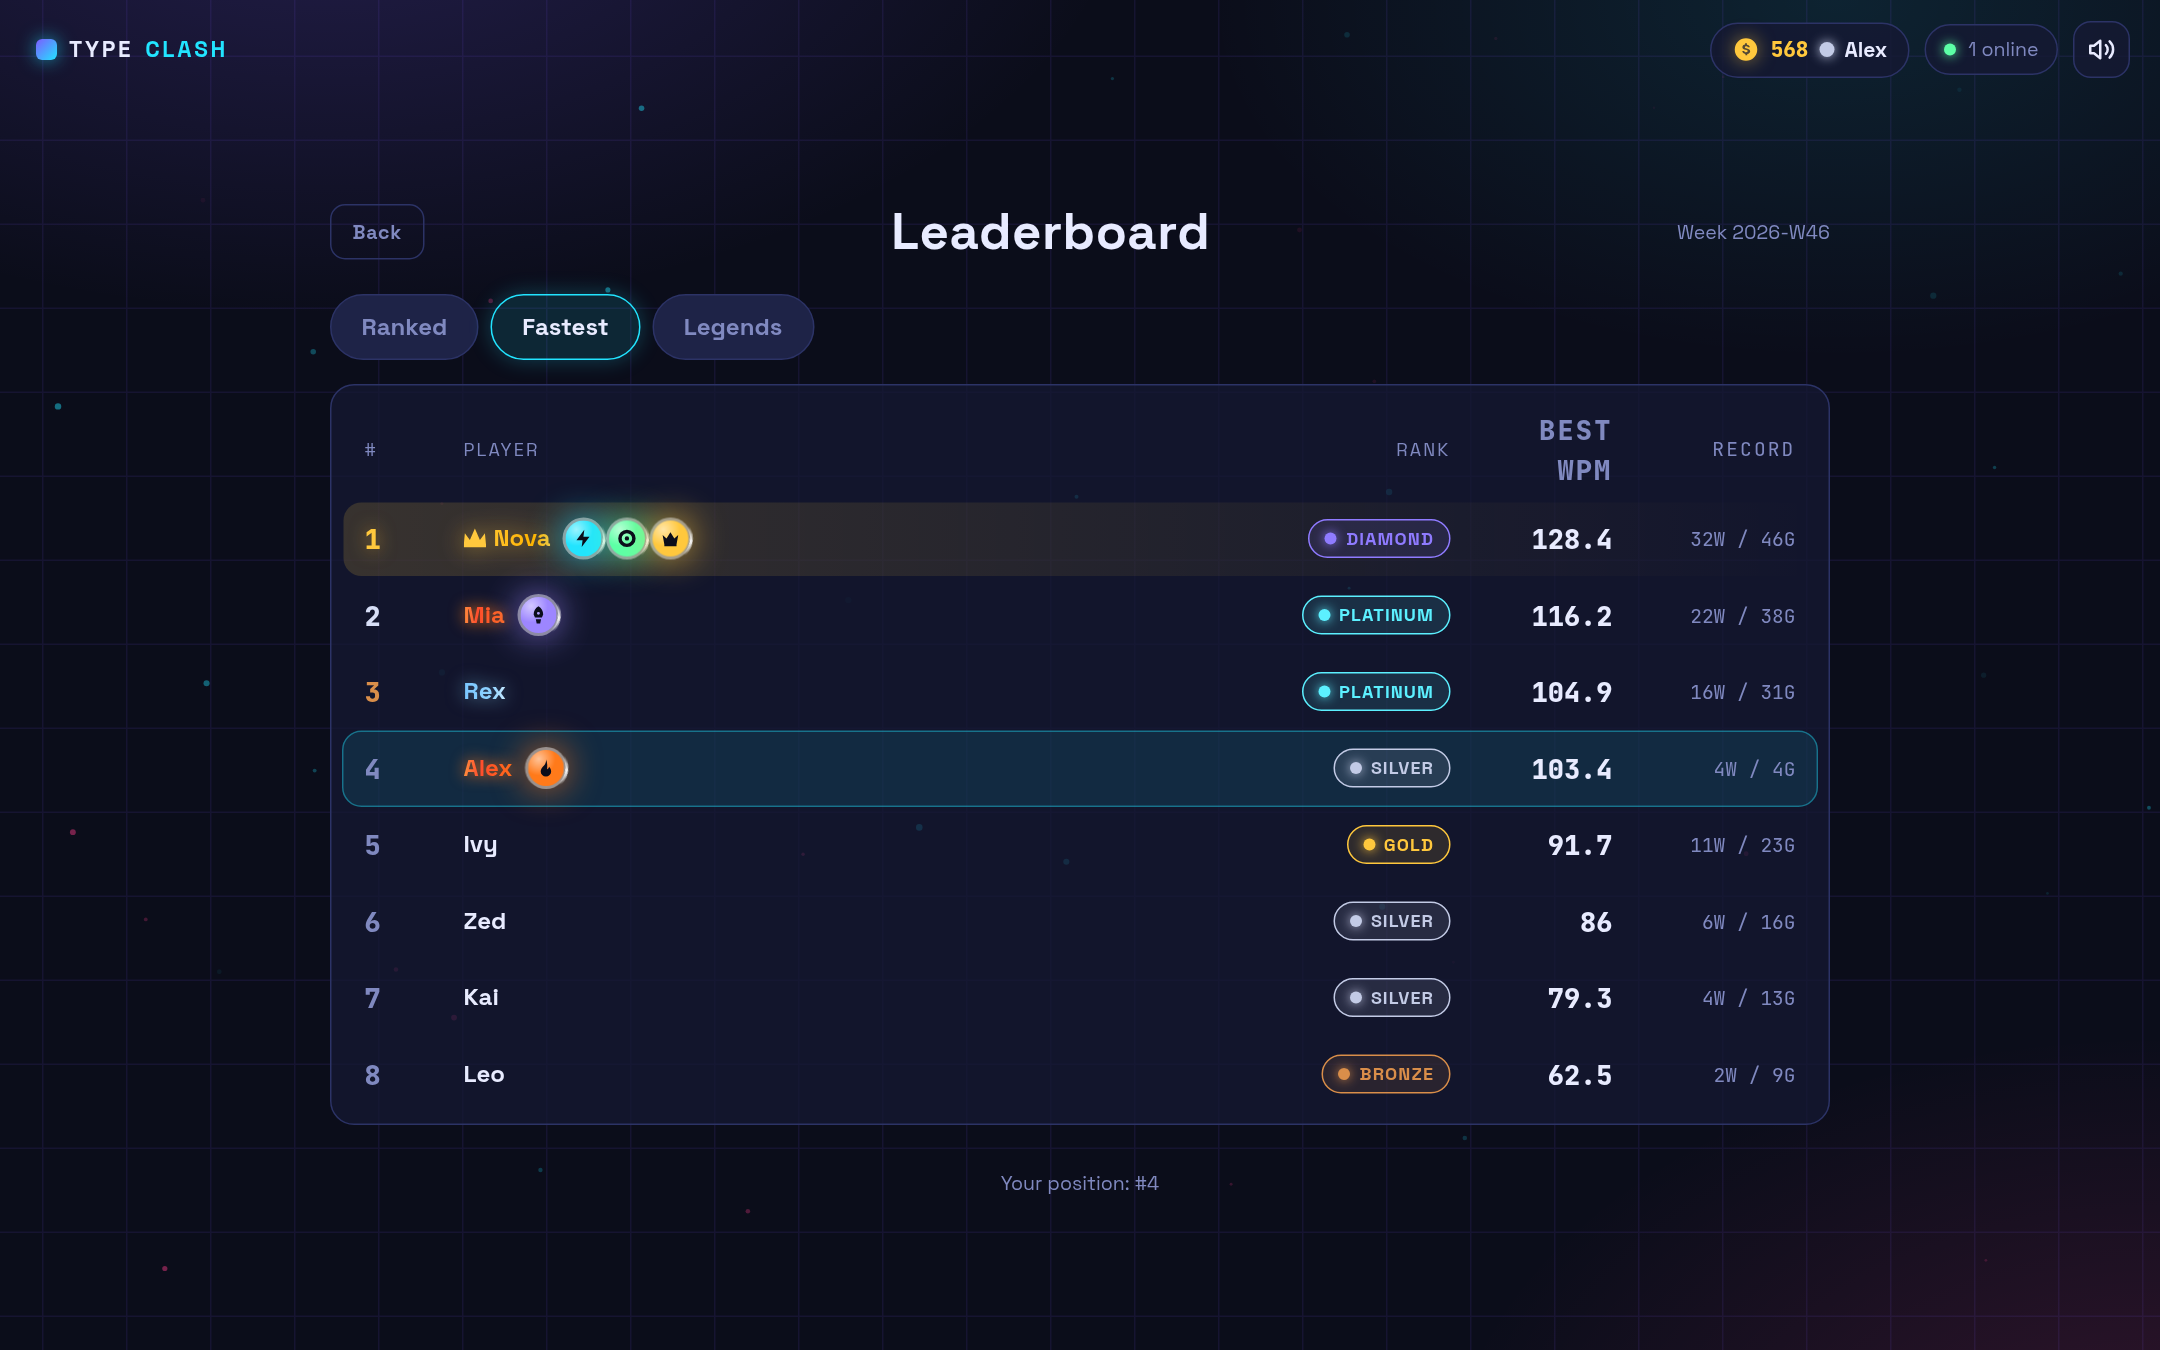 TYPE CLASH
568 Alex
1 online
Back
Leaderboard
Week 2026-W46
Ranked
Fastest
Legends
# PLAYER RANK BEST WPM RECORD
1 Nova DIAMOND 128.4 32W / 46G
2 Mia PLATINUM 116.2 22W / 38G
3 Rex PLATINUM 104.9 16W / 31G
4 Alex SILVER 103.4 4W / 4G
5 Ivy GOLD 91.7 11W / 23G
6 Zed SILVER 86 6W / 16G
7 Kai SILVER 79.3 4W / 13G
8 Leo BRONZE 62.5 2W / 9G
Your position: #4